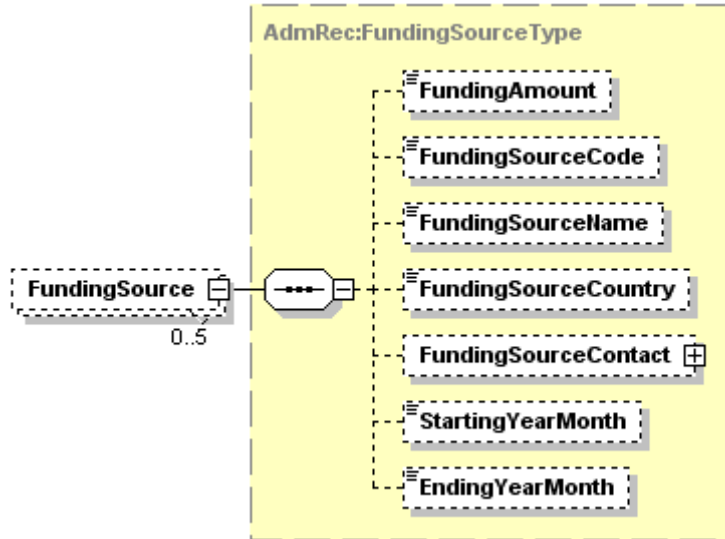 AdmRec:FundingSourceType
FundingAmount
FundingSourceCode
FundingSourceName
FundingSource
0..5
FundingSourceCountry
FundingSourceContact
StartingYearMonth
EndingYearMonth